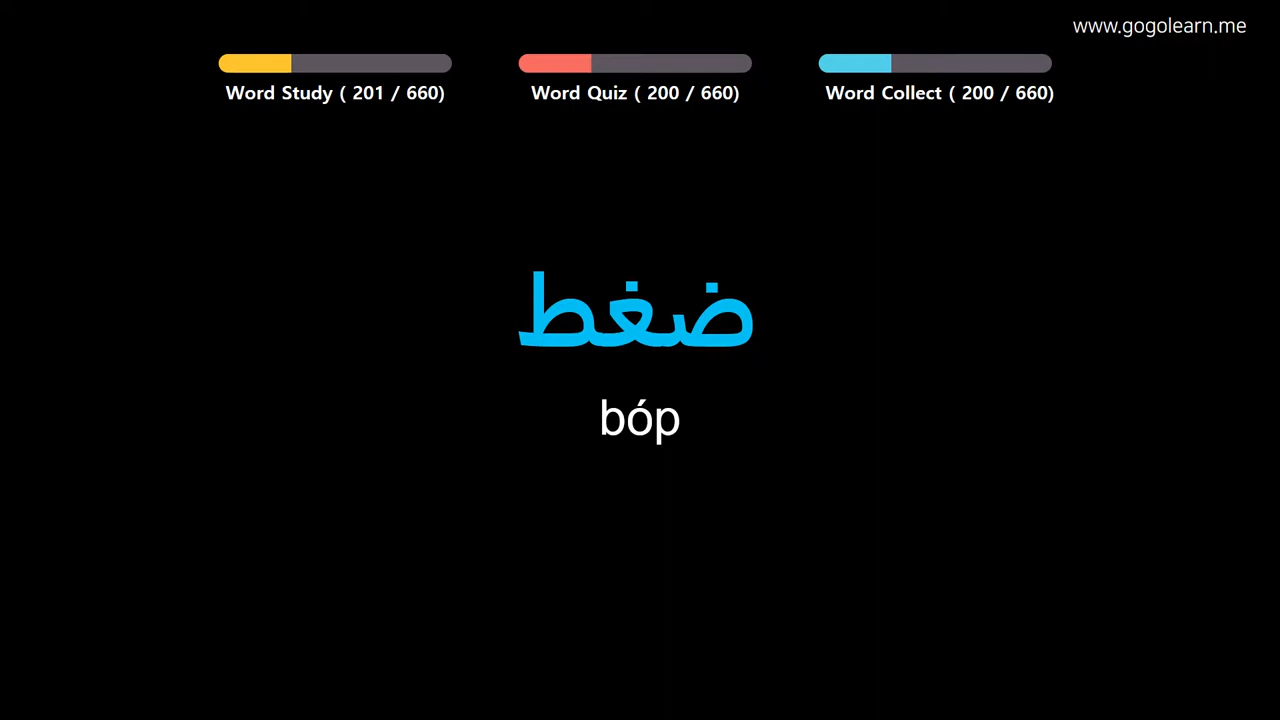 www.gogolearn.me
Word Study ( 201 / 660)
Word Quiz ( 200 / 660)
Word Collect ( 200 / 660)
ضغط
bóp